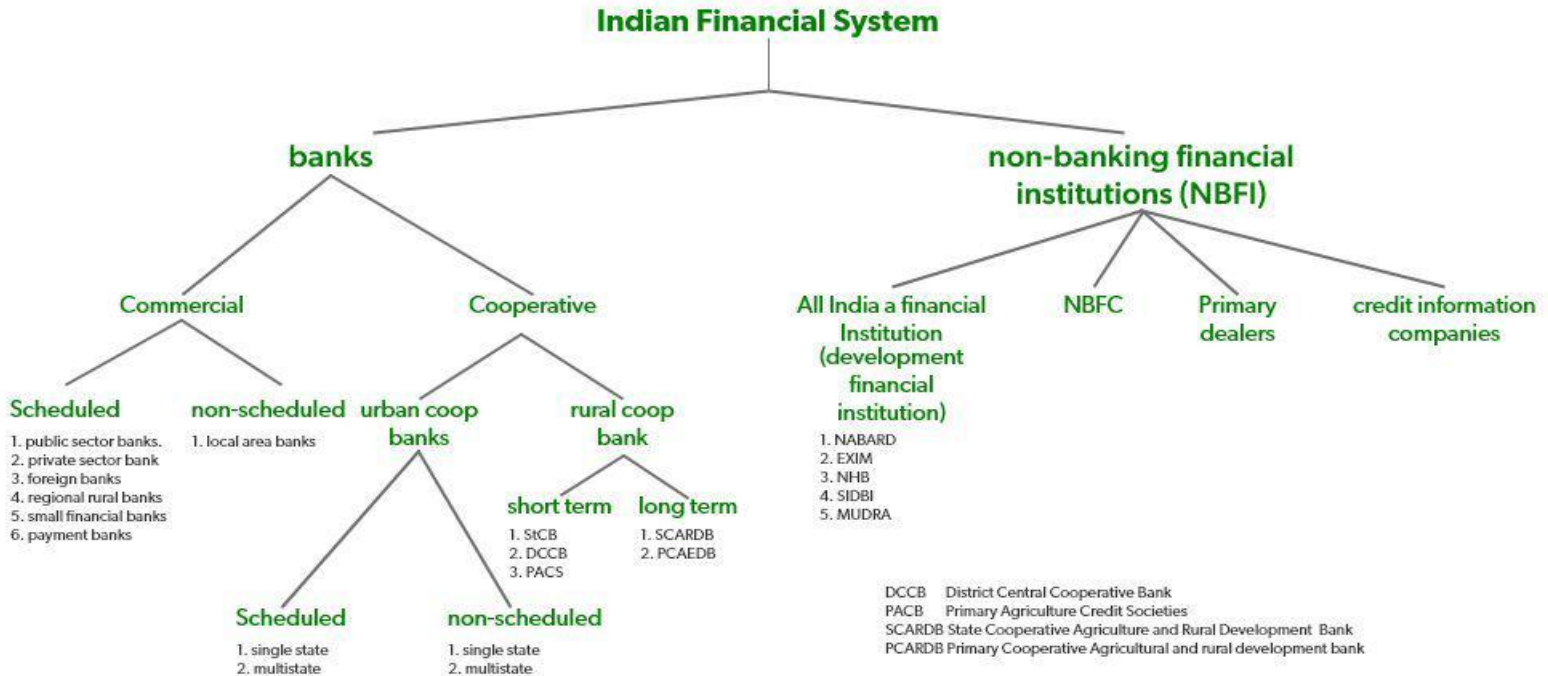 Indian Financial System
banks
non-banking financial
institutions (NBFI)
Commercial
Cooperative
All India a financial
Institution
(development
financial
institution)
NBFC
Primary
dealers
credit information
companies
Scheduled
1. public sector banks.
2. private sector bank
3. foreign banks
4. regional rural banks
5. small financial banks
6. payment banks
non-scheduled
1. local area banks
urban coop
banks
rural coop
bank
short term
1. StCB
2. DCCB
3. PACS
long term
1. SCARDB
2. PCAEDB
1. NABARD
2. EXIM
3. NHB
4. SIDBI
5. MUDRA
Scheduled
1. single state
2. multistate
non-scheduled
1. single state
2. multistate
DCCB District Central Cooperative Bank
PACB Primary Agriculture Credit Societies
SCARDB State Cooperative Agriculture and Rural Development Bank
PCARDB Primary Cooperative Agricultural and rural development bank